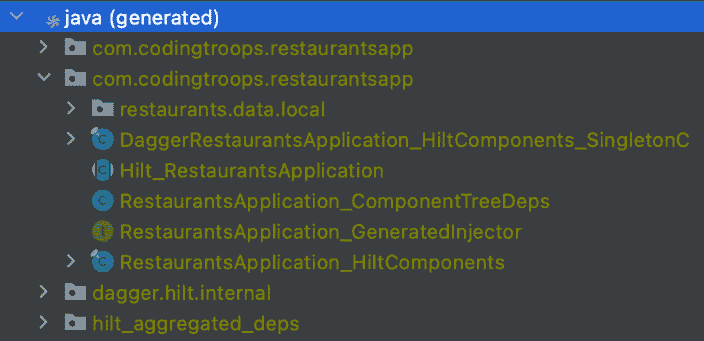 java (generated)
com.codingtroops.restaurantsapp
com.codingtroops.restaurantsapp
restaurants.data.local
DaggerRestaurantsApplication_HiltComponents_SingletonC
Hilt_RestaurantsApplication
RestaurantsApplication_ComponentTreeDeps
RestaurantsApplication_GeneratedInjector
RestaurantsApplication_HiltComponents
dagger.hilt.internal
hilt_aggregated_deps